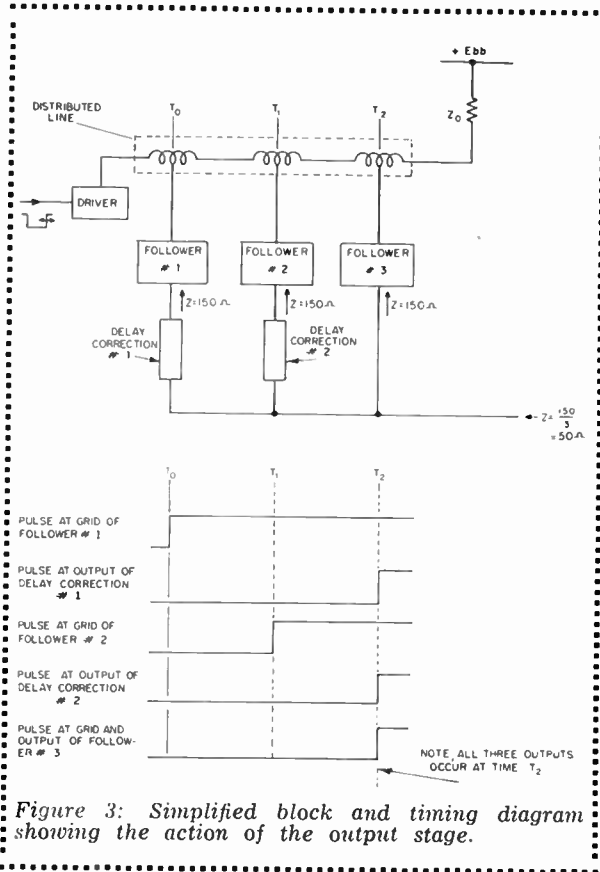 + Ebb
DISTRIBUTED
LINE
T0
T1
T2
Z0
DRIVER
FOLLOWER
# 1
FOLLOWER
# 2
FOLLOWER
# 3
Z=150Ω
Z=150Ω
Z=150Ω
DELAY
CORRECTION
# 1
DELAY
CORRECTION
# 2
Z= 150/3
=50Ω
T0
T1
T2
PULSE AT GRID OF
FOLLOWER # 1
PULSE AT OUTPUT OF
DELAY CORRECTION
# 1
PULSE AT GRID OF
FOLLOWER # 2
PULSE AT OUTPUT OF
DELAY CORRECTION
# 2
PULSE AT GRID AND
OUTPUT OF FOLLOW-
ER # 3
NOTE, ALL THREE OUTPUTS
OCCUR AT TIME T2
Figure 3: Simplified block and timing diagram
showing the action of the output stage.